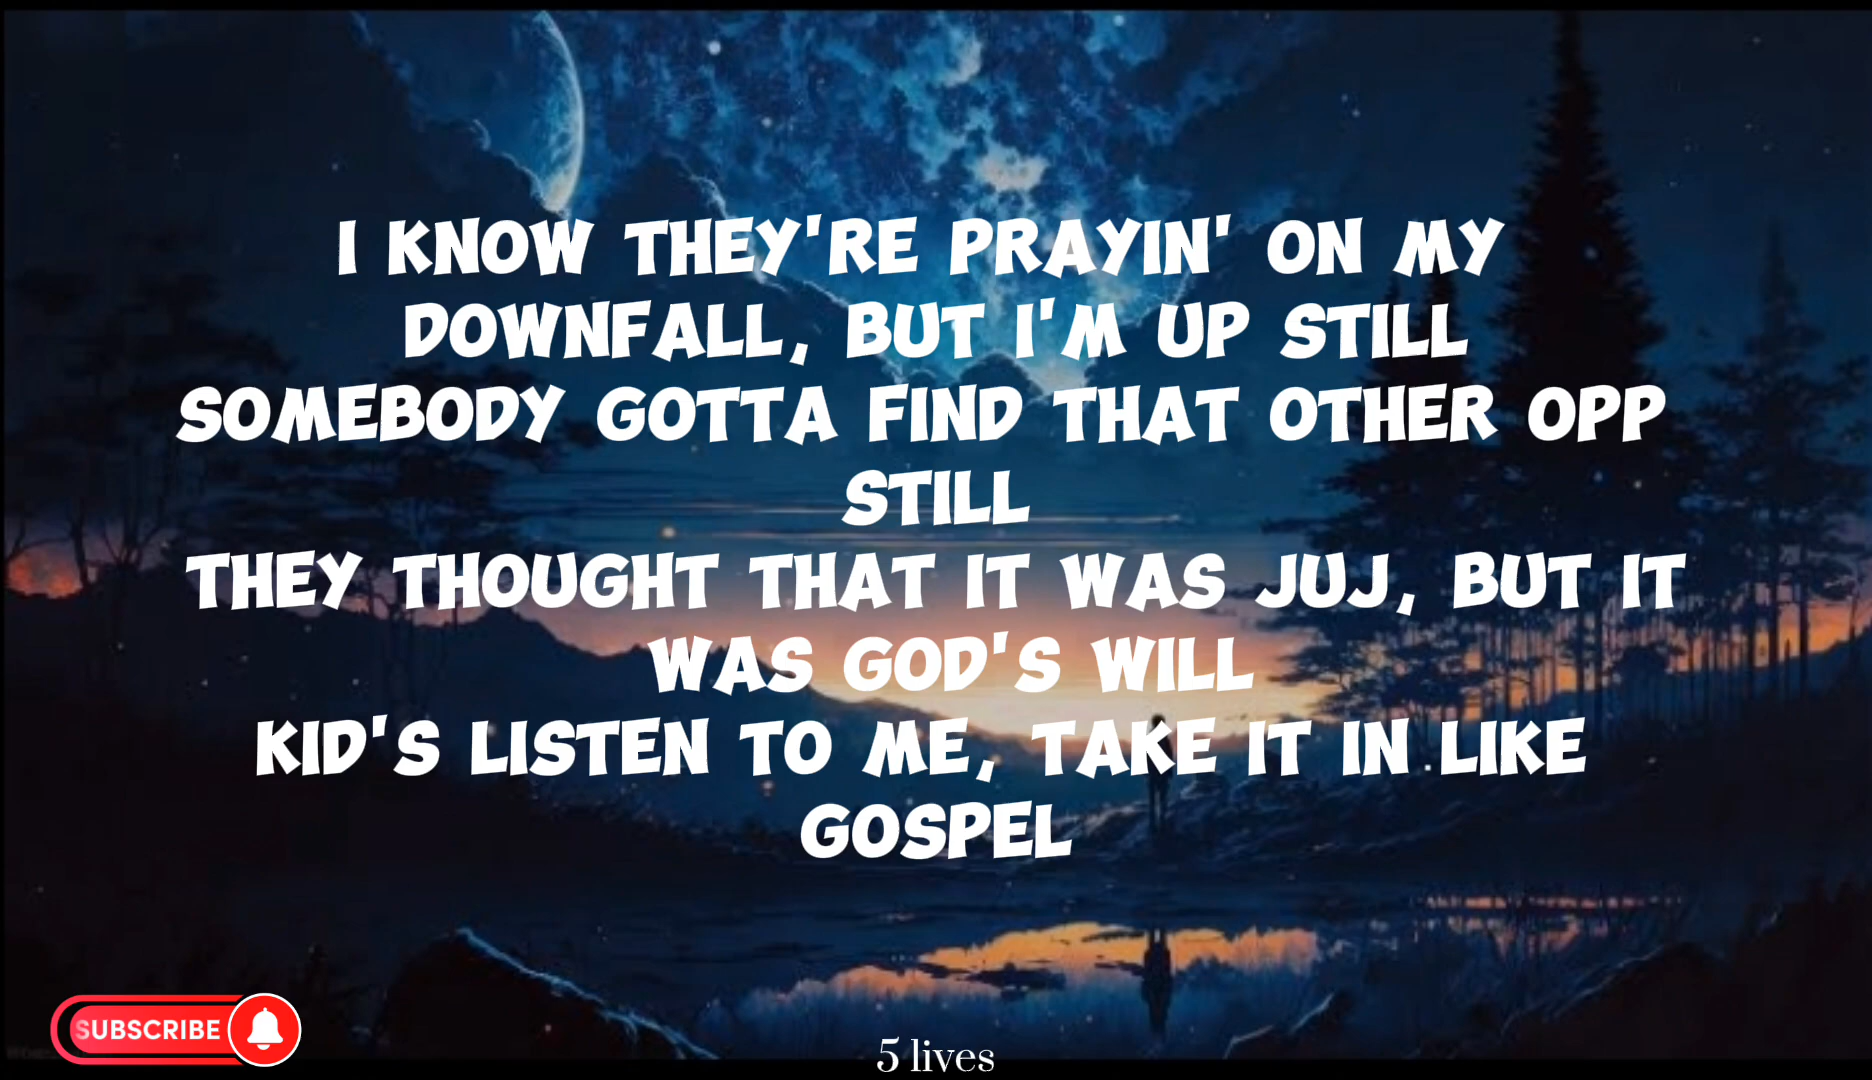 I KNOW THEY'RE PRAYIN' ON MY
DOWNFALL, BUT I'M UP STILL
SOMEBODY GOTTA FIND THAT OTHER OPP
STILL
THEY THOUGHT THAT IT WAS JUJ, BUT IT
WAS GOD'S WILL
KID'S LISTEN TO ME, TAKE IT IN LIKE
GOSPEL
SUBSCRIBE
5 lives